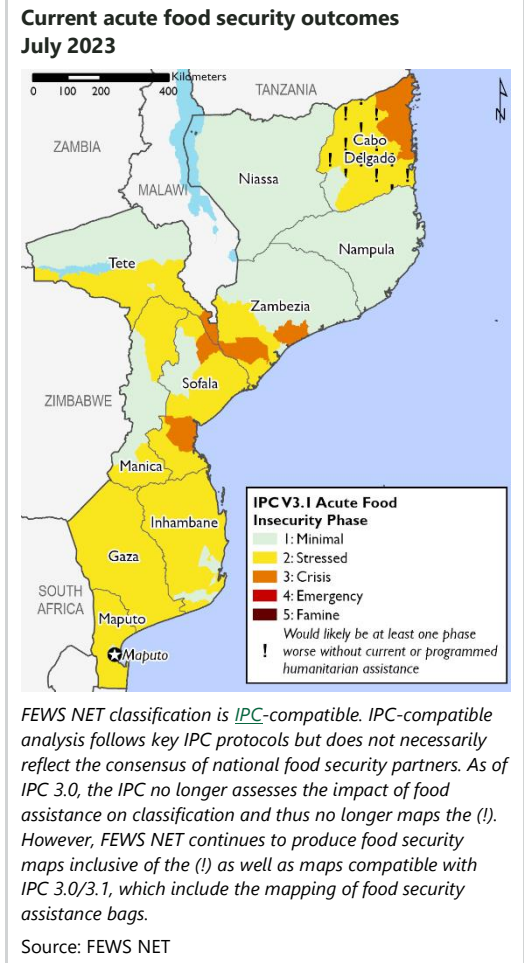 Current acute food security outcomes
July 2023
Kilometers
0 100 200 400
TANZANIA
ZAMBIA
Cabo
Delgado
MALAWI
Niassa
Nampula
Tete
Zambezia
ZIMBABWE
Sofala
Manica
Inhambane
Gaza
SOUTH
AFRICA
Maputo
Maputo
N
IPC V3.1 Acute Food
Insecurity Phase
1: Minimal
2: Stressed
3: Crisis
4: Emergency
5: Famine
Would likely be at least one phase
! worse without current or programmed
humanitarian assistance
FEWS NET classification is IPC-compatible. IPC-compatible
analysis follows key IPC protocols but does not necessarily
reflect the consensus of national food security partners. As of
IPC 3.0, the IPC no longer assesses the impact of food
assistance on classification and thus no longer maps the (!).
However, FEWS NET continues to produce food security
maps inclusive of the (!) as well as maps compatible with
IPC 3.0/3.1, which include the mapping of food security
assistance bags.
Source: FEWS NET